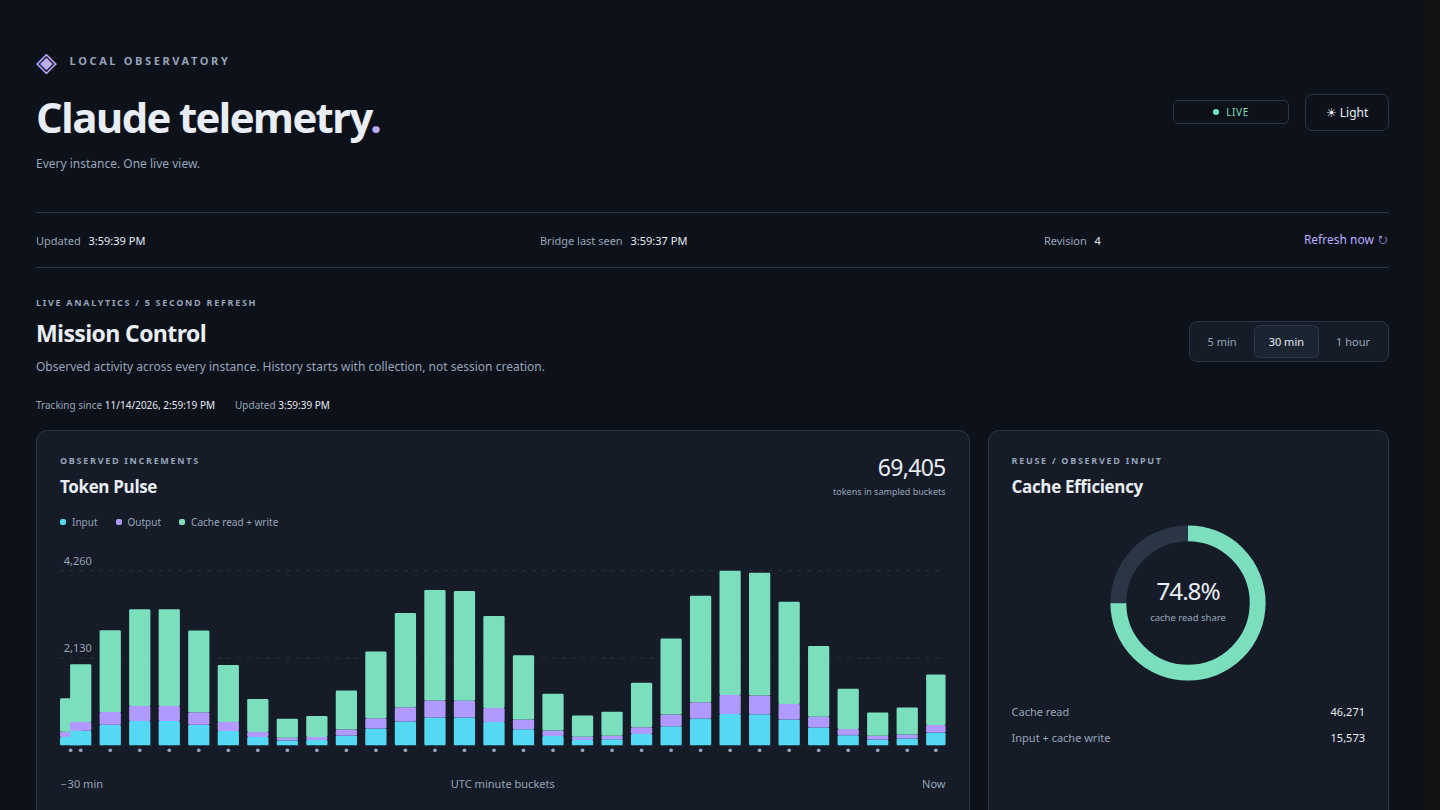 LOCAL OBSERVATORY
Claude telemetry.
Every instance. One live view.
LIVE
☀ Light
Updated 3:59:39 PM
Bridge last seen 3:59:37 PM
Revision 4
Refresh now ↻
LIVE ANALYTICS / 5 SECOND REFRESH
Mission Control
Observed activity across every instance. History starts with collection, not session creation.
5 min
30 min
1 hour
Tracking since 11/14/2026, 2:59:19 PM
Updated 3:59:39 PM
OBSERVED INCREMENTS
Token Pulse
69,405
tokens in sampled buckets
Input
Output
Cache read + write
4,260
2,130
−30 min
UTC minute buckets
Now
REUSE / OBSERVED INPUT
Cache Efficiency
74.8%
cache read share
Cache read 46,271
Input + cache write 15,573